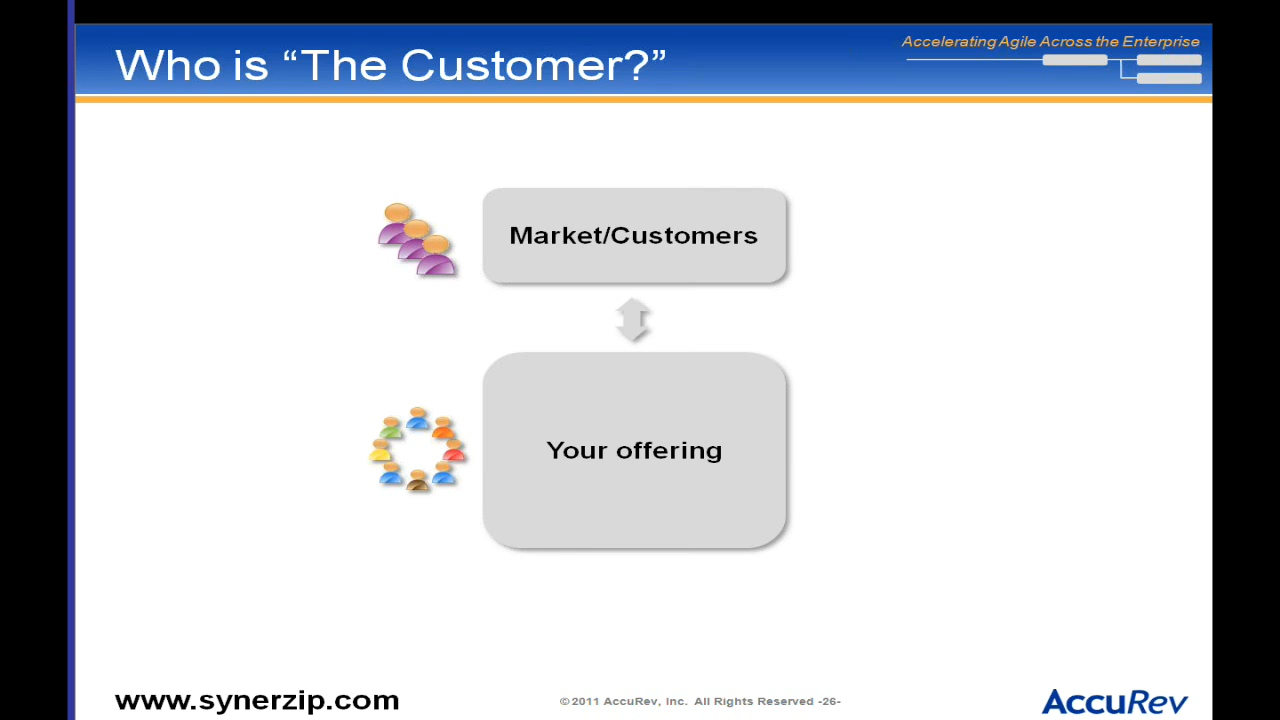 Who is “The Customer?”
Accelerating Agile Across the Enterprise
Market/Customers
Your offering
www.synerzip.com
©2011 AccuRev, Inc. All Rights Reserved -26-
AccuRev